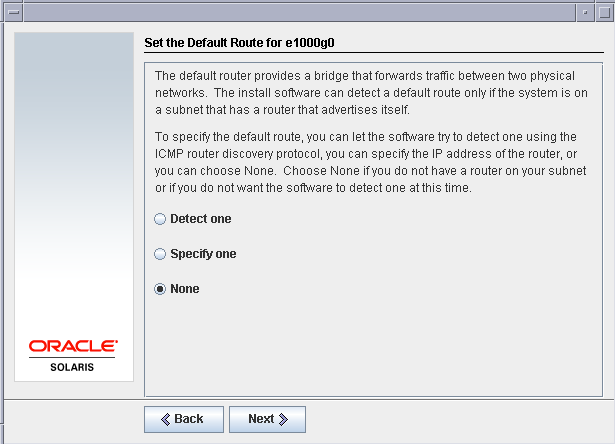 Set the Default Route for e1000g0
The default router provides a bridge that forwards traffic between two physical
networks. The install software can detect a default route only if the system is on
a subnet that has a router that advertises itself.
To specify the default route, you can let the software try to detect one using the
ICMP router discovery protocol, you can specify the IP address of the router, or
you can choose None. Choose None if you do not have a router on your subnet
or if you do not want the software to detect one at this time.
Detect one
Specify one
None
ORACLE
SOLARIS
Back
Next